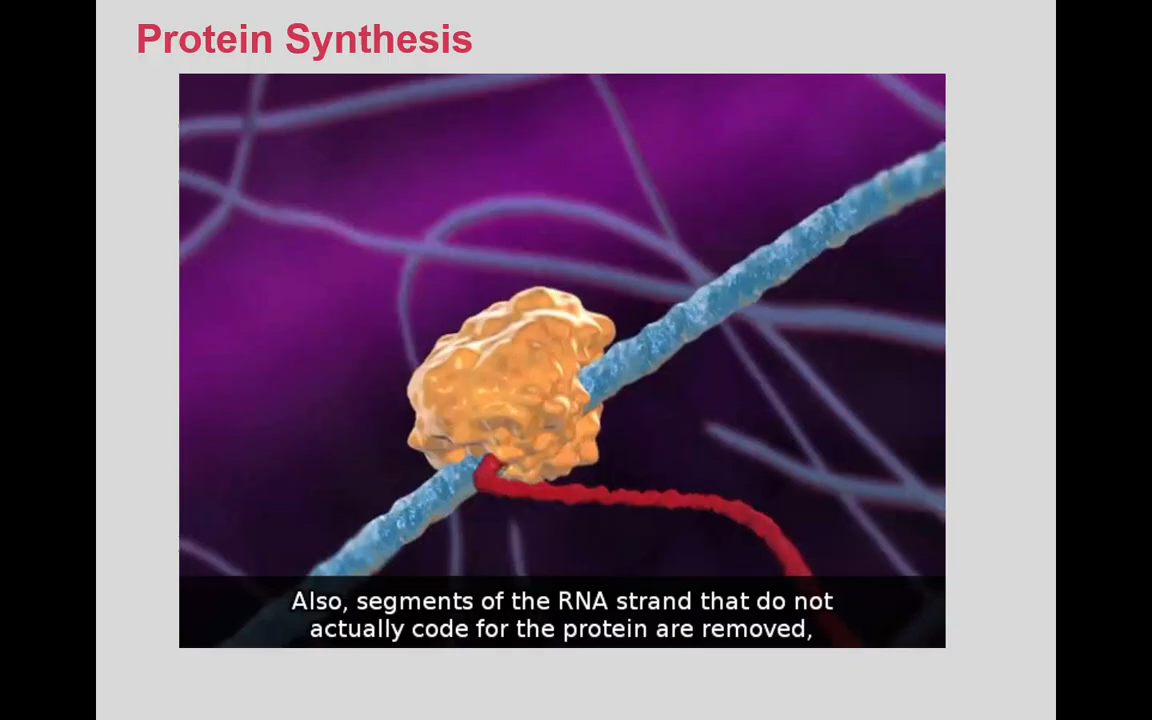 Protein Synthesis
Also, segments of the RNA strand that do not
actually code for the protein are removed,